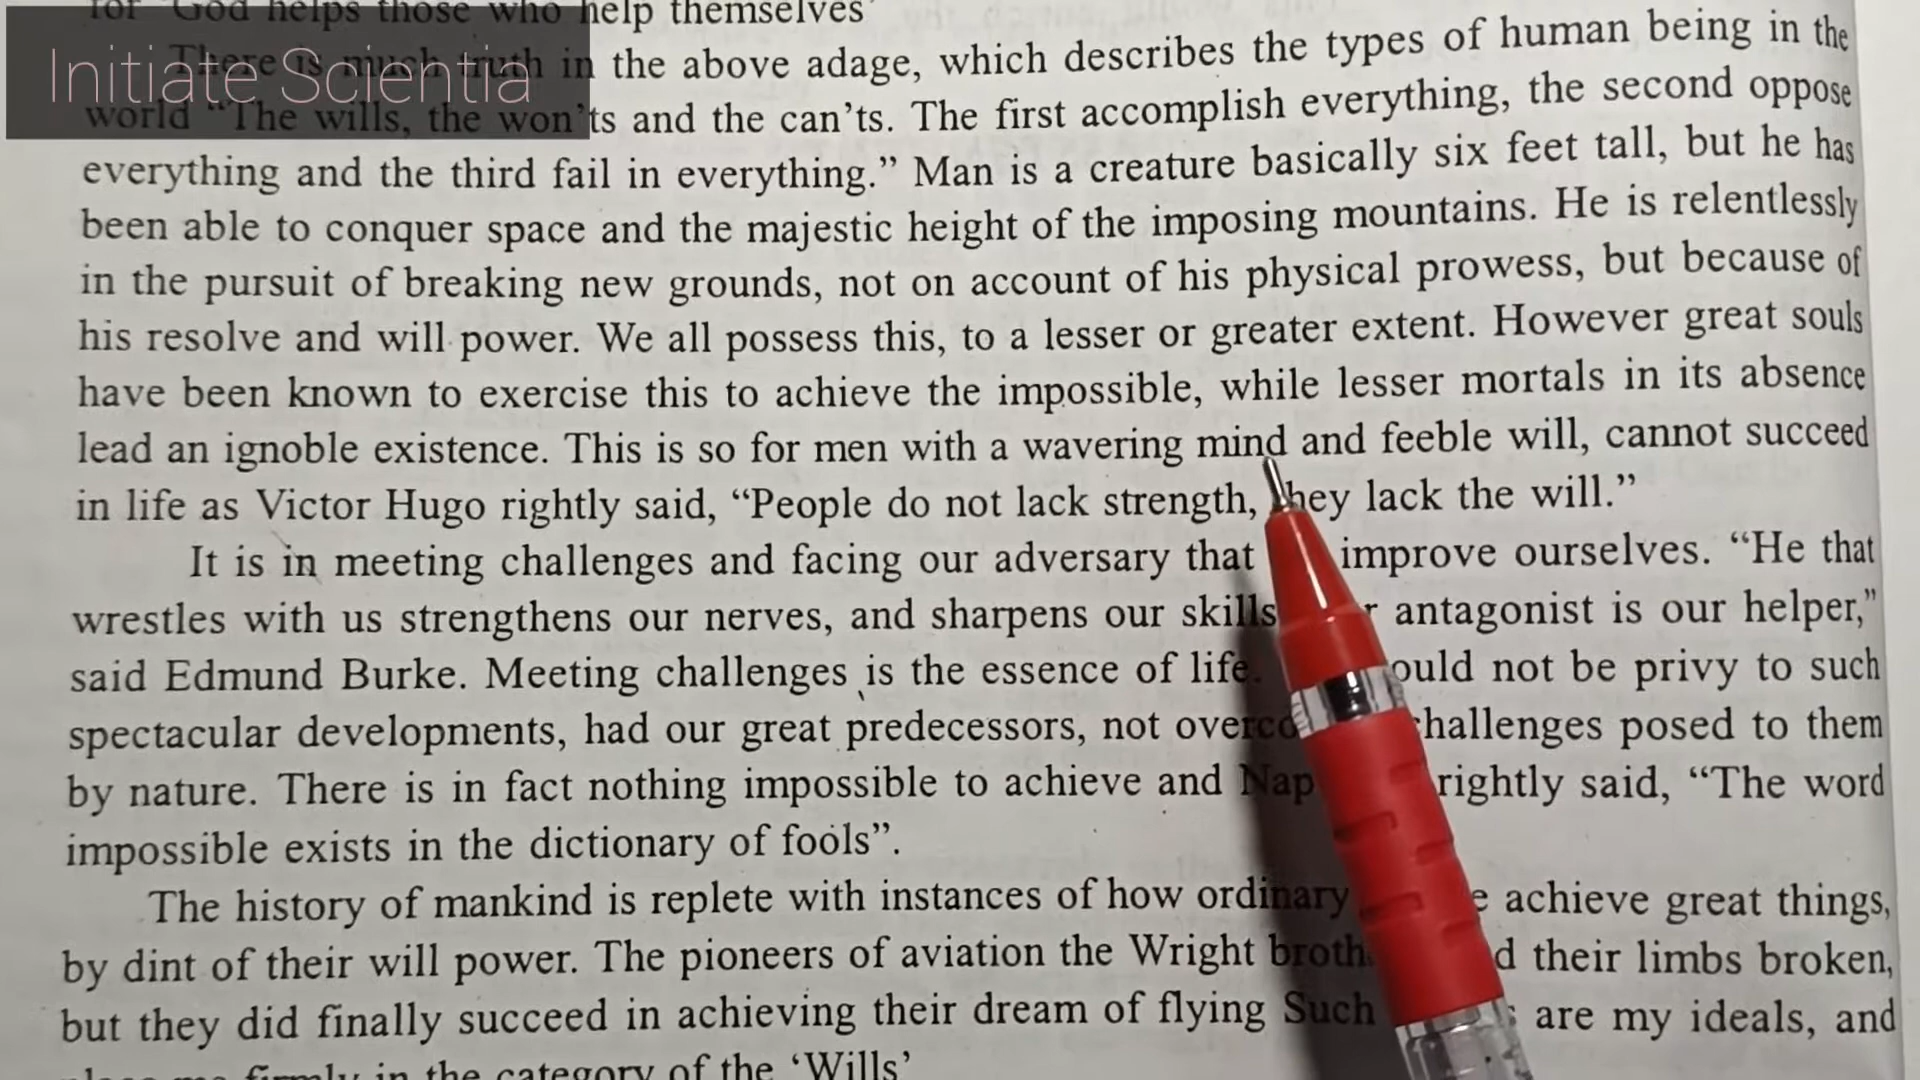 for 'God helps those who help themselves'
Initiate Scientia
There is much truth in the above adage, which describes the types of human being in the
world "The wills, the won'ts and the can'ts. The first accomplish everything, the second oppose
everything and the third fail in everything." Man is a creature basically six feet tall, but he has
been able to conquer space and the majestic height of the imposing mountains. He is relentlessly
in the pursuit of breaking new grounds, not on account of his physical prowess, but because of
his resolve and will power. We all possess this, to a lesser or greater extent. However great souls
have been known to exercise this to achieve the impossible, while lesser mortals in its absence
lead an ignoble existence. This is so for men with a wavering mind and feeble will, cannot succeed
in life as Victor Hugo rightly said, "People do not lack strength, they lack the will."
It is in meeting challenges and facing our adversary that improve ourselves. "He that
wrestles with us strengthens our nerves, and sharpens our skills antagonist is our helper,"
said Edmund Burke. Meeting challenges is the essence of life. not be privy to such
spectacular developments, had our great predecessors, not challenges posed to them
by nature. There is in fact nothing impossible to achieve and rightly said, "The word
impossible exists in the dictionary of fools".
The history of mankind is replete with instances of how ordinary achieve great things,
by dint of their will power. The pioneers of aviation the Wright their limbs broken,
but they did finally succeed in achieving their dream of flying Such are my ideals, and
firmly in the category of the 'Wills'